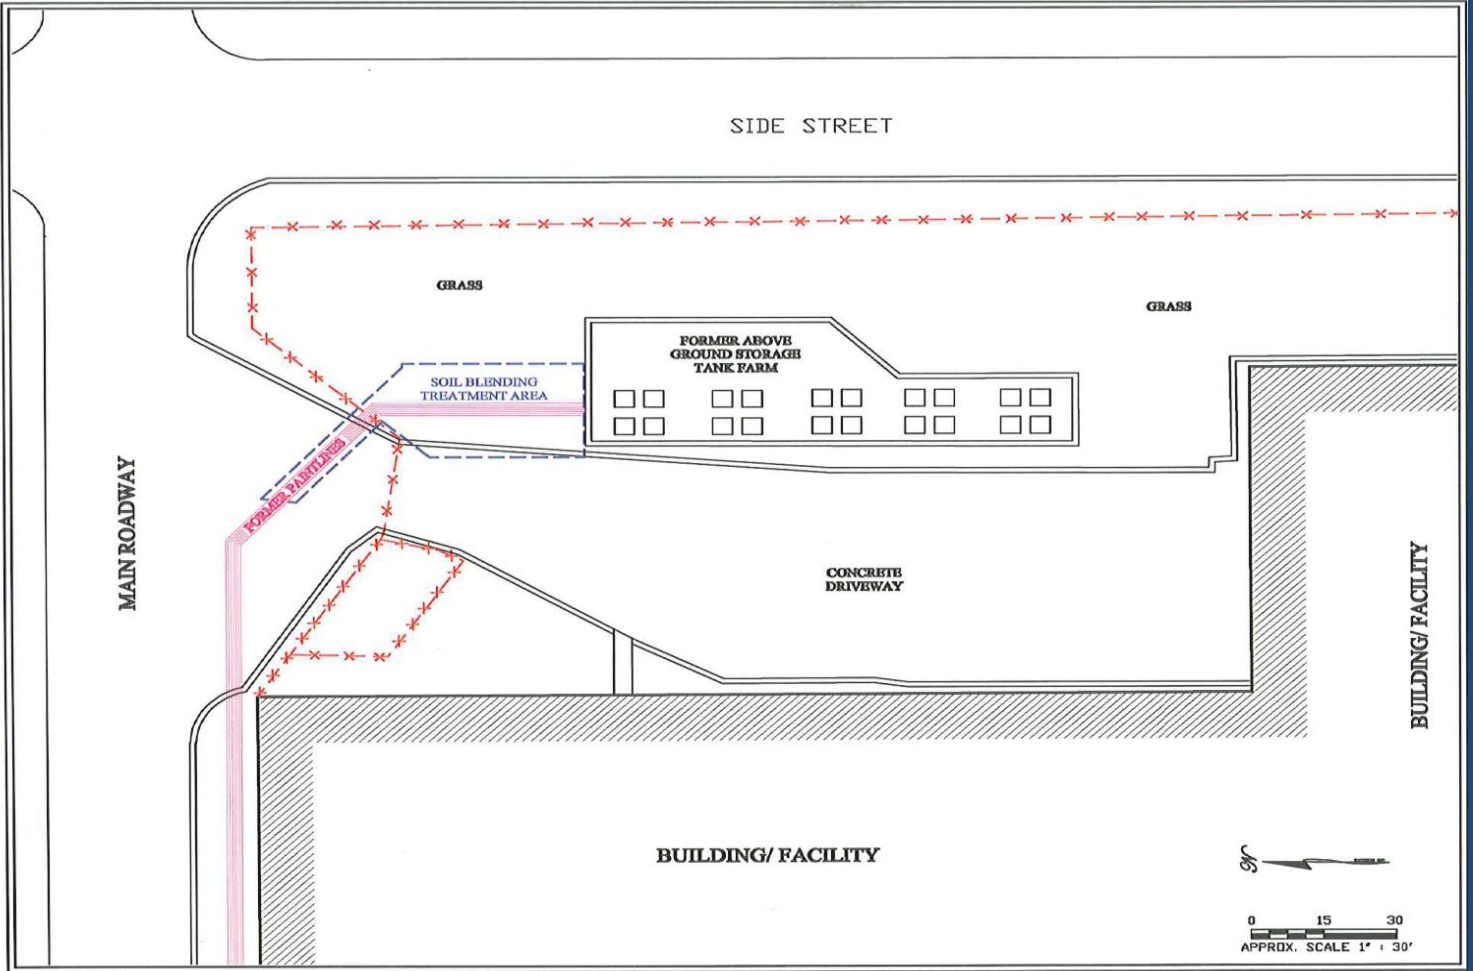 SIDE STREET
GRASS
GRASS
FORMER ABOVE
GROUND STORAGE
TANK FARM
SOIL BLENDING
TREATMENT AREA
FORMER PAINTLINES
MAIN ROADWAY
CONCRETE
DRIVEWAY
BUILDING/ FACILITY
BUILDING/ FACILITY
N
0 15 30
APPROX. SCALE 1" : 30'